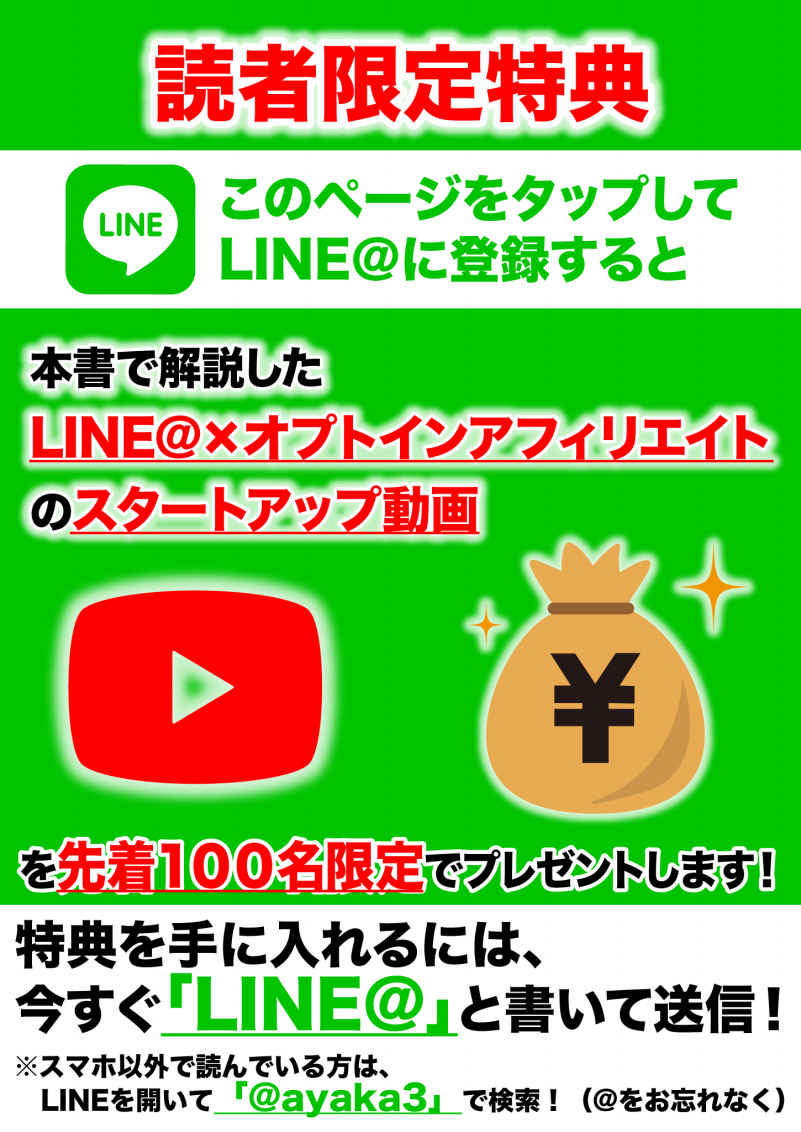 読者限定特典
LINE
このページをタップして
LINE@に登録すると
本書で解説した
LINE@×オプトインアフィリエイト
のスタートアップ動画
¥
を先着100名限定でプレゼントします!
特典を手に入れるには、
今すぐ「LINE@」と書いて送信!
※スマホ以外で読んでいる方は、
LINEを開いて「@ayaka3」で検索!(@をお忘れなく)